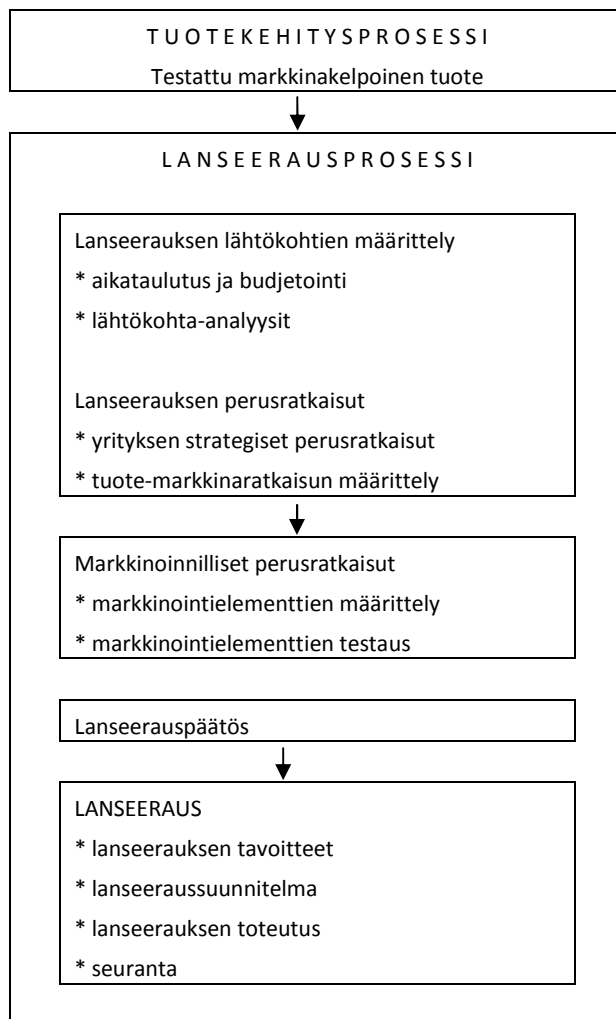 T U O T E K E H I T Y S P R O S E S S I
Testattu markkinakelpoinen tuote
L A N S E E R A U S P R O S E S S I
Lanseerauksen lähtökohtien määrittely
* aikataulutus ja budjetointi
* lähtökohta-analyysit
Lanseerauksen perusratkaisut
* yrityksen strategiset perusratkaisut
* tuote-markkinaratkaisun määrittely
Markkinoinnilliset perusratkaisut
* markkinointielementtien määrittely
* markkinointielementtien testaus
Lanseerauspäätös
LANSEERAUS
* lanseerauksen tavoitteet
* lanseeraussuunnitelma
* lanseerauksen toteutus
* seuranta